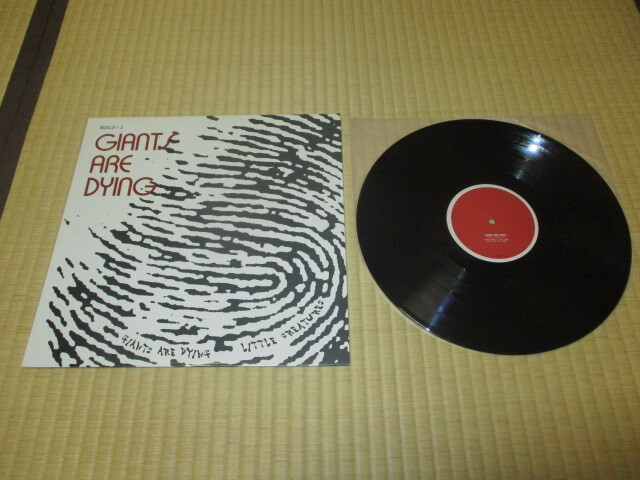 GIANTS
ARE
DYING
GIANTS ARE DYING LITTLE CREATURES